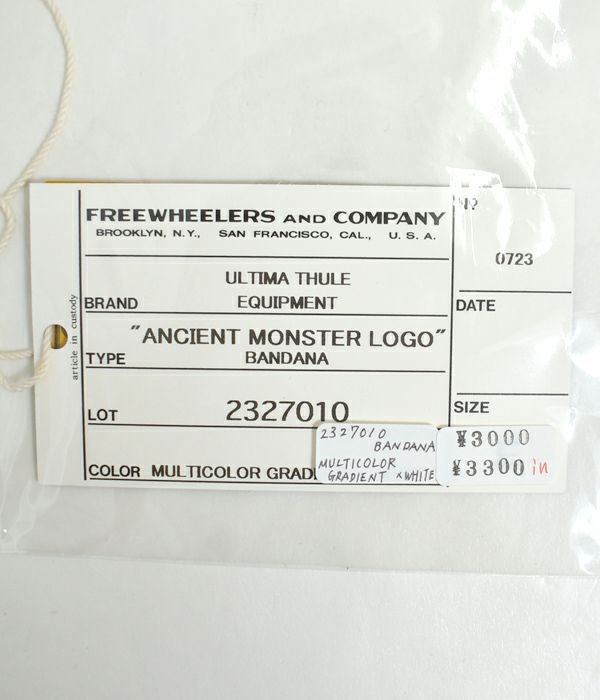 FREEWHEELERS AND COMPANY
BROOKLYN, N.Y., SAN FRANCISCO, CAL., U. S. A.
article in custody
BRAND ULTIMA THULE
EQUIPMENT
TYPE "ANCIENT MONSTER LOGO"
BANDANA
LOT 2327010
COLOR MULTICOLOR GRADI
0723
DATE
SIZE
2327010
BANDANA
MULTICOLOR
GRADIENT × WHITE
¥3000
¥3300 in